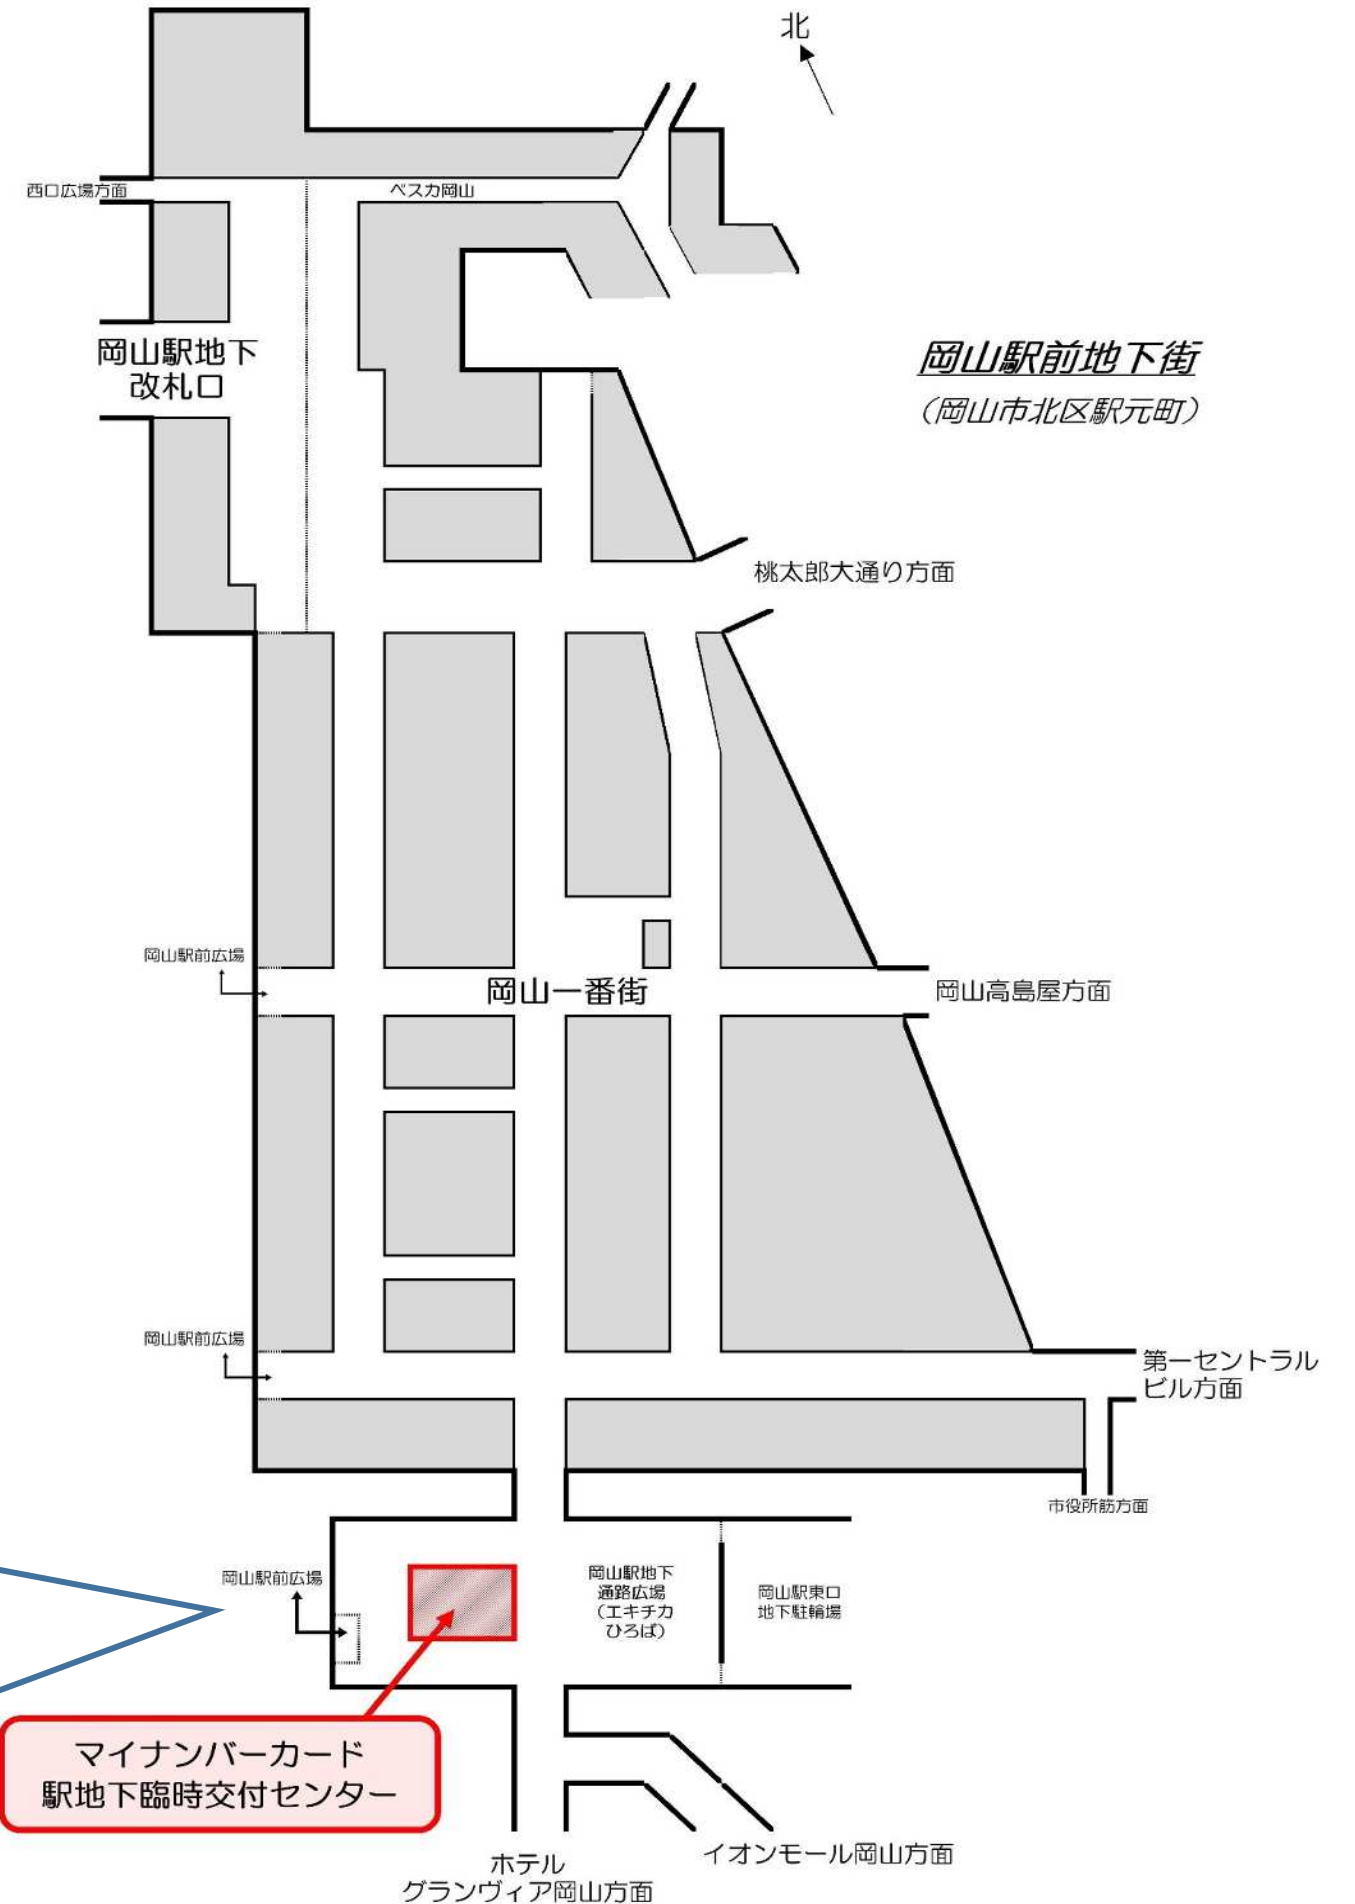 北
西口広場方面
ペスカ岡山
岡山駅地下
改札口
岡山駅前地下街
（岡山市北区駅元町）
桃太郎大通り方面
岡山駅前広場
岡山一番街
岡山高島屋方面
岡山駅前広場
第一セントラル
ビル方面
市役所筋方面
岡山駅前広場
岡山駅地下
通路広場
（エキチカ
ひろば）
岡山駅東口
地下駐輪場
マイナンバーカード
駅地下臨時交付センター
イオンモール岡山方面
ホテル
グランヴィア岡山方面